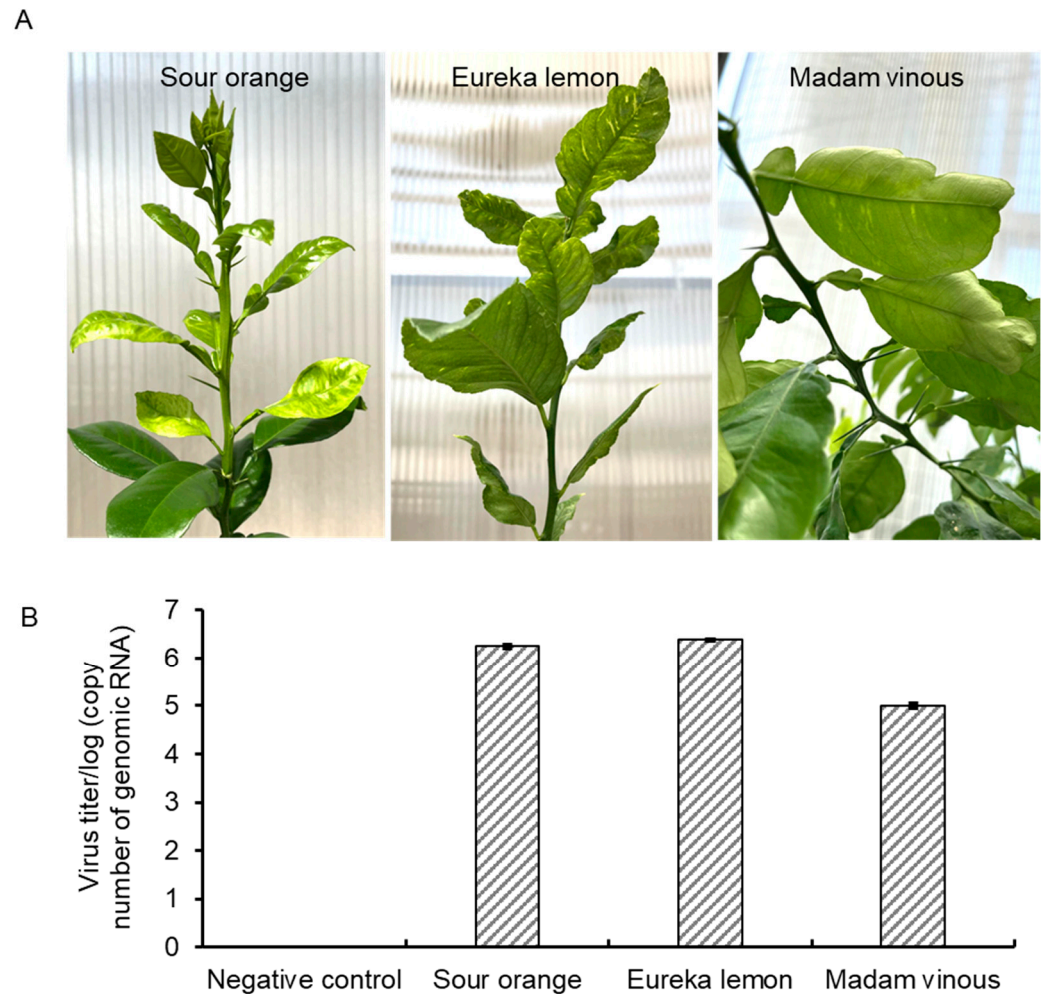 A
Sour orange
Eureka lemon
Madam vinous
B
Virus titer/log (copy
number of genomic RNA)
7
6
5
4
3
2
1
0
Negative control
Sour orange
Eureka lemon
Madam vinous